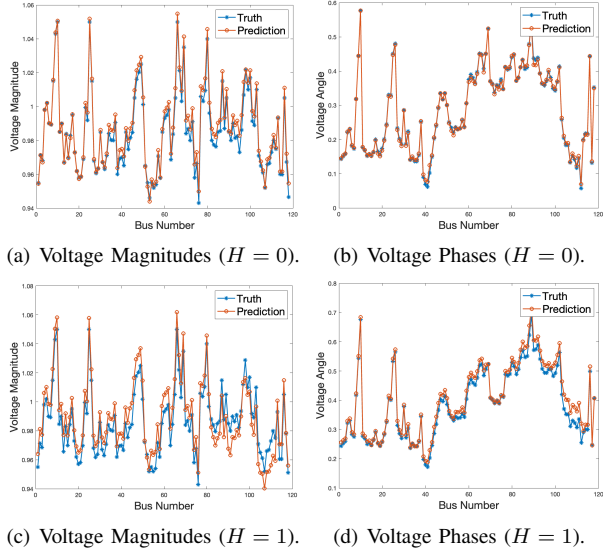 1.08
1.06
1.04
1.02
1
0.98
0.96
0.94
0 20 40 60 80 100 120
Voltage Magnitude
Bus Number
Truth
Prediction
0.6
0.4
0.2
0
0 20 40 60 80 100 120
Voltage Angle
Bus Number
Truth
Prediction
(a) Voltage Magnitudes (H = 0).
(b) Voltage Phases (H = 0).
1.08
1.06
1.04
1.02
1
0.98
0.96
0.94
0 20 40 60 80 100 120
Voltage Magnitude
Bus Number
Truth
Prediction
0.8
0.7
0.6
0.5
0.4
0.3
0.2
0.1
0 20 40 60 80 100 120
Voltage Angle
Bus Number
Truth
Prediction
(c) Voltage Magnitudes (H = 1).
(d) Voltage Phases (H = 1).